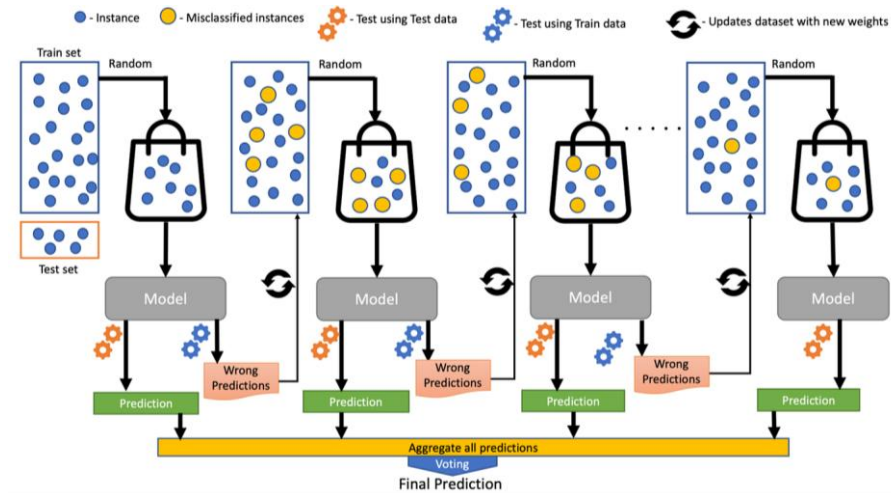 - Instance
- Misclassified instances
- Test using Test data
- Test using Train data
- Updates dataset with new weights
Train set
Random
Random
Random
Random
Test set
Model
Model
Model
Model
Wrong
Predictions
Wrong
Predictions
Wrong
Predictions
Prediction
Prediction
Prediction
Prediction
Aggregate all predictions
Voting
Final Prediction